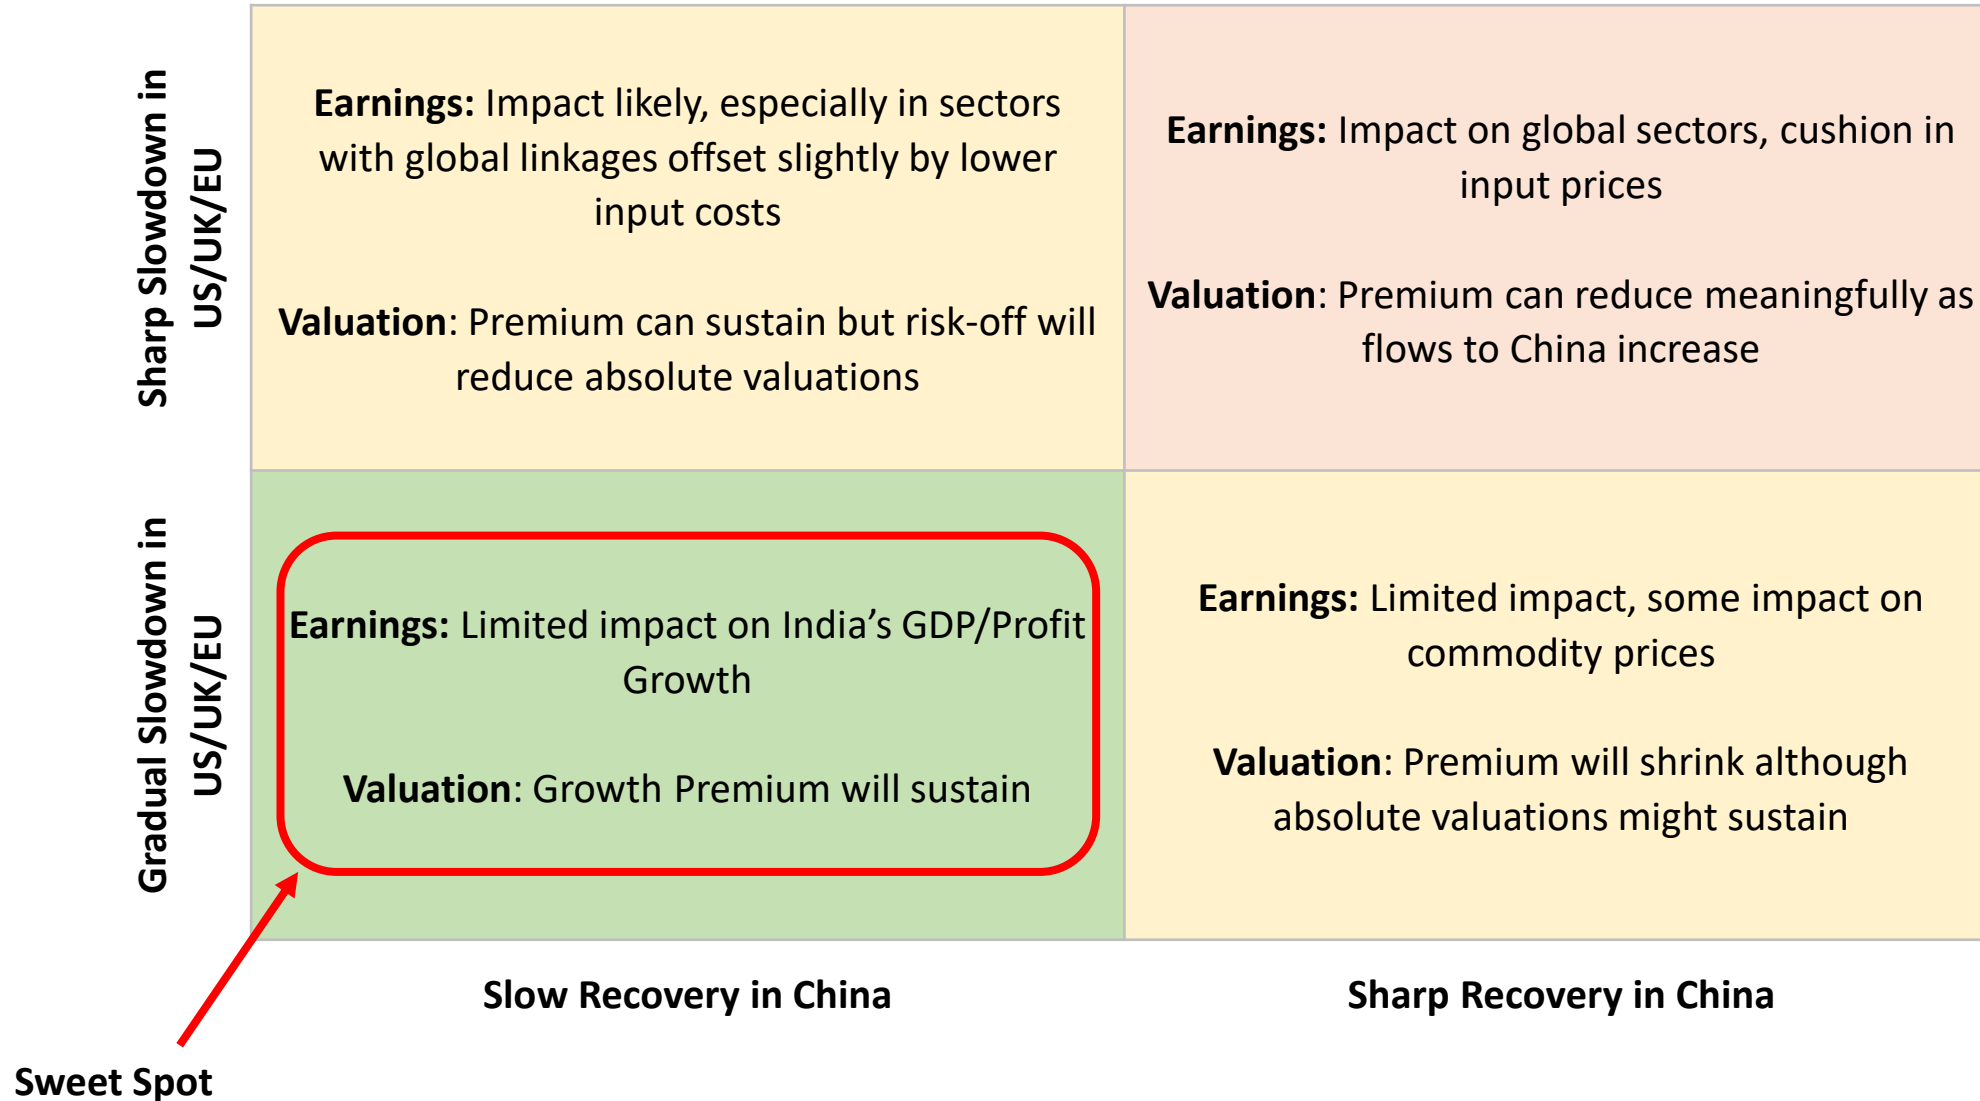 Sharp Slowdown in
US/UK/EU
Earnings: Impact likely, especially in sectors
with global linkages offset slightly by lower
input costs
Valuation: Premium can sustain but risk-off will
reduce absolute valuations
Earnings: Impact on global sectors, cushion in
input prices
Valuation: Premium can reduce meaningfully as
flows to China increase
Gradual Slowdown in
US/UK/EU
Earnings: Limited impact on India’s GDP/Profit
Growth
Valuation: Growth Premium will sustain
Earnings: Limited impact, some impact on
commodity prices
Valuation: Premium will shrink although
absolute valuations might sustain
Slow Recovery in China
Sharp Recovery in China
Sweet Spot